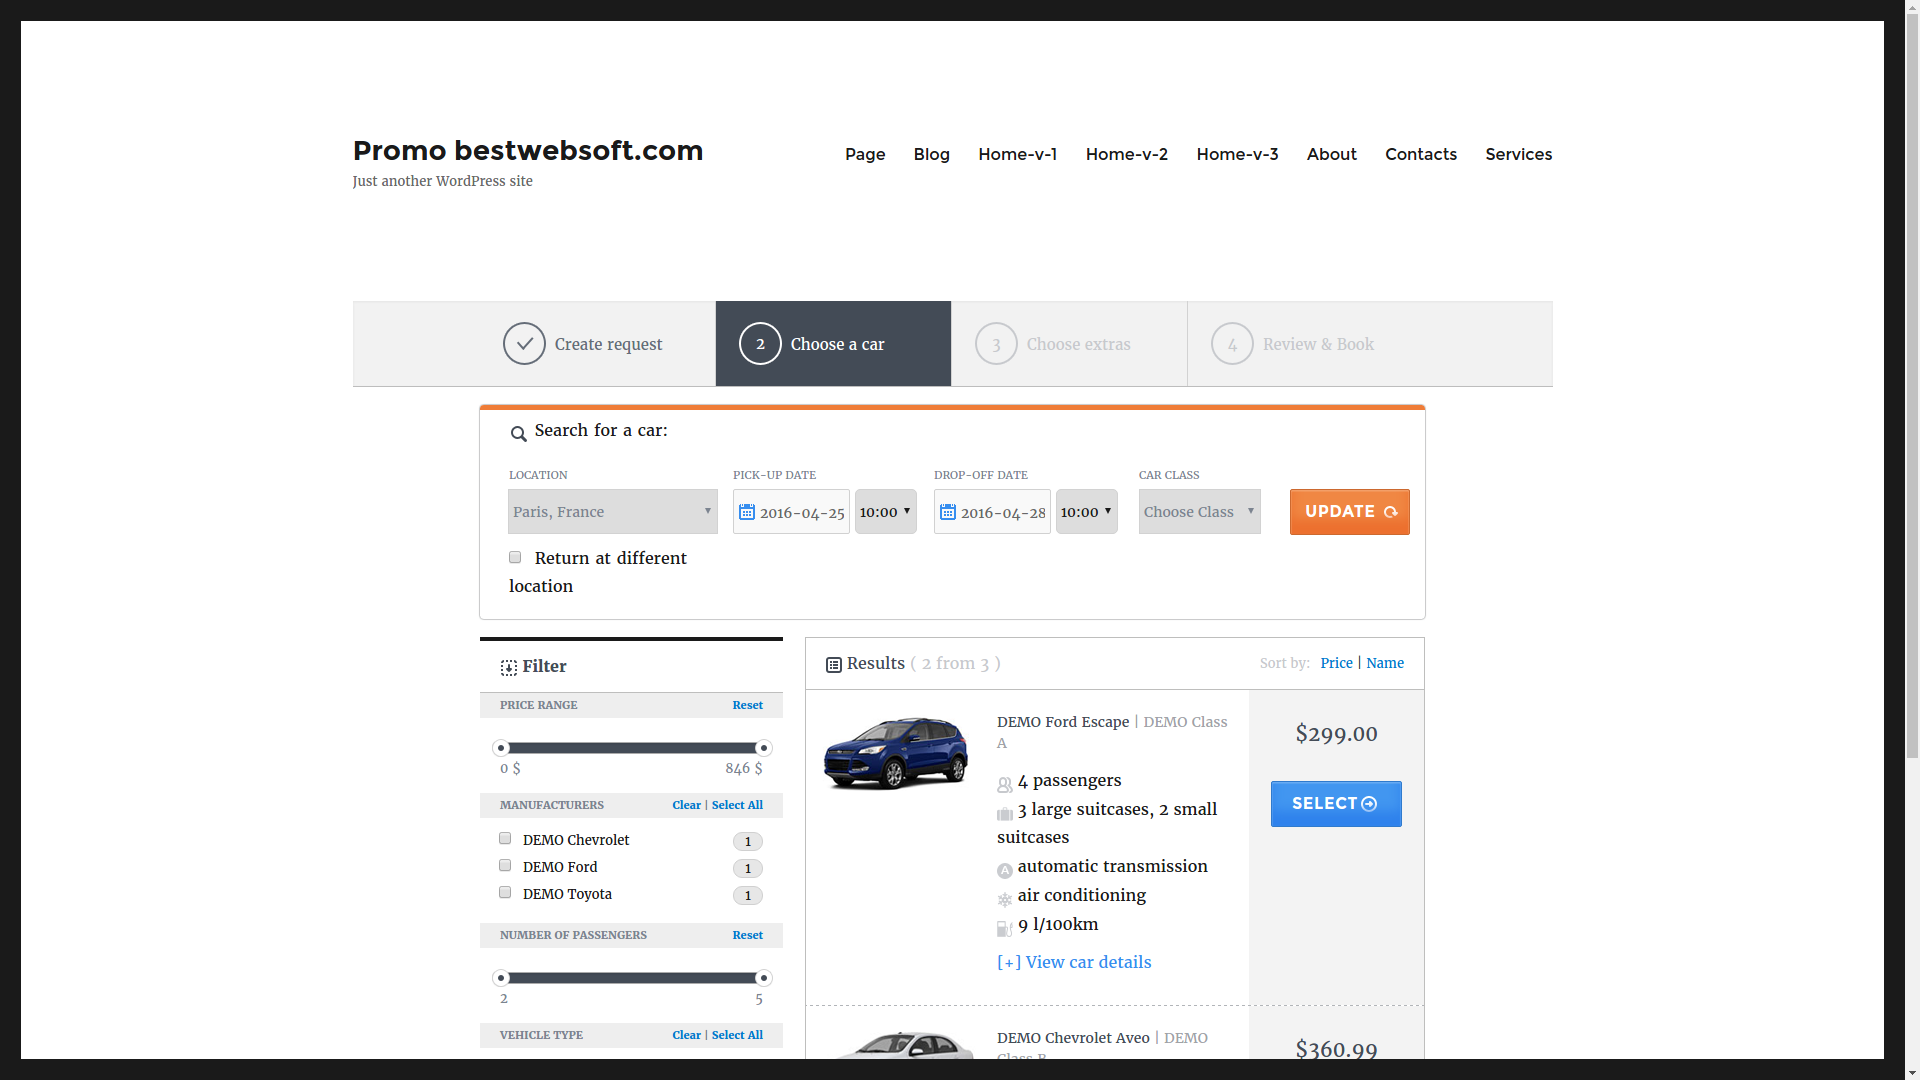 Promo bestwebsoft.com
Just another WordPress site
Page Blog Home-v-1 Home-v-2 Home-v-3 About Contacts Services
Create request
2 Choose a car
3 Choose extras
4 Review & Book
Search for a car:
LOCATION PICK-UP DATE DROP-OFF DATE CAR CLASS
Paris, France 2016-04-25 10:00 2016-04-28 10:00 Choose Class UPDATE
Return at different
location
Filter
PRICE RANGE Reset
0 $ 846 $
MANUFACTURERS Clear | Select All
DEMO Chevrolet 1
DEMO Ford 1
DEMO Toyota 1
NUMBER OF PASSENGERS Reset
2 5
VEHICLE TYPE Clear | Select All
Results ( 2 from 3 ) Sort by: Price | Name
DEMO Ford Escape | DEMO Class
A
4 passengers
3 large suitcases, 2 small
suitcases
A automatic transmission
air conditioning
9 l/100km
[+] View car details
$299.00
SELECT
DEMO Chevrolet Aveo | DEMO
Class B
$360.99